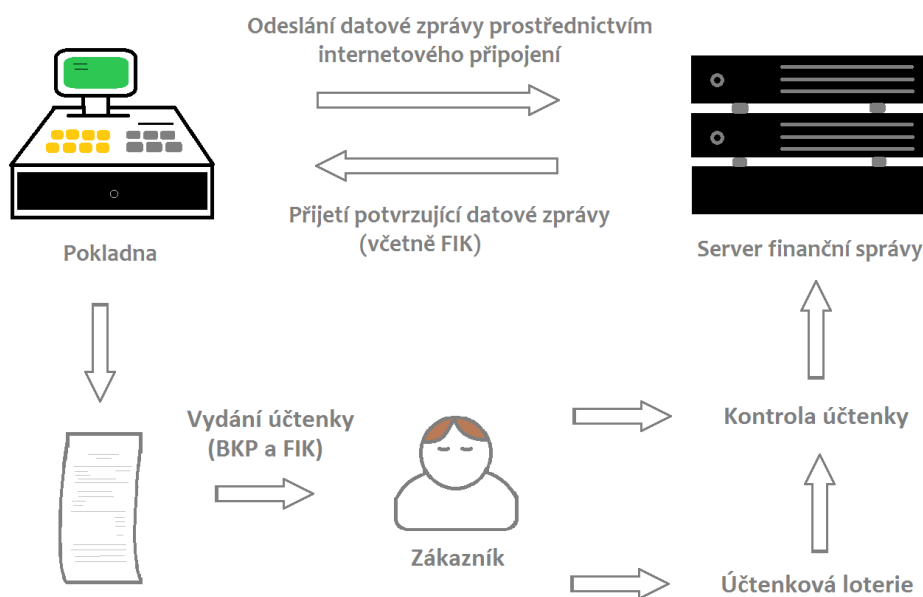 Odeslání datové zprávy prostřednictvím
internetového připojení
Přijetí potvrzující datové zprávy
(včetně FIK)
Pokladna
Server finanční správy
Vydání účtenky
(BKP a FIK)
Kontrola účtenky
Zákazník
Účtenková loterie